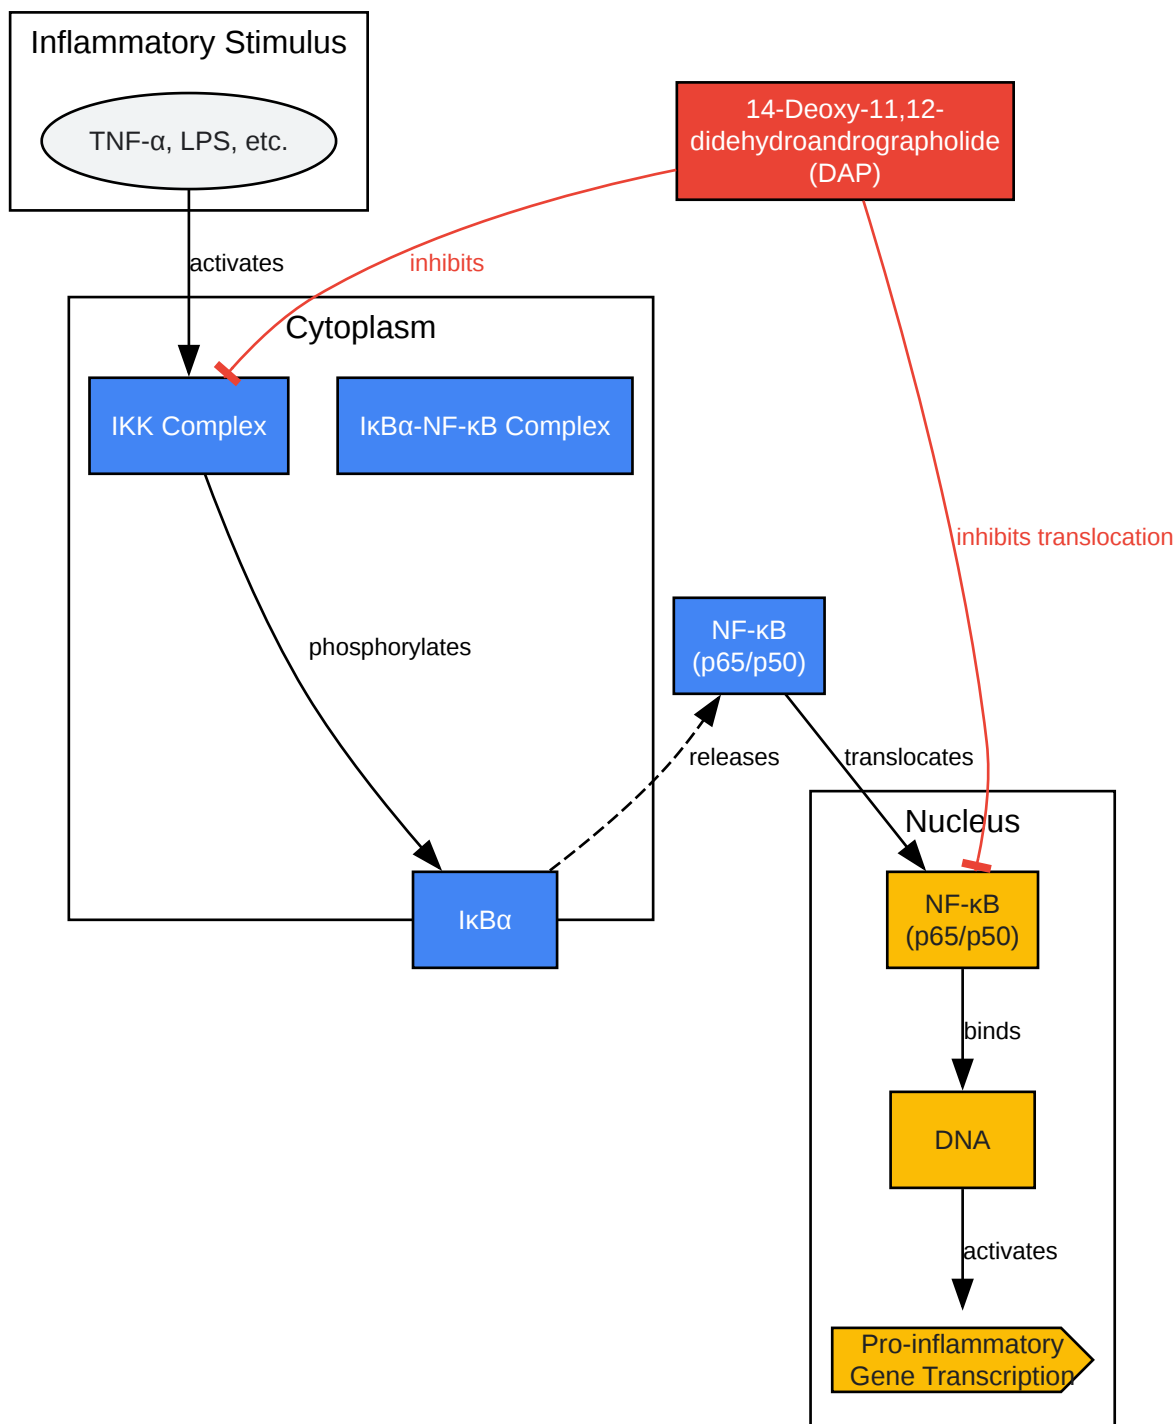 Inflammatory Stimulus
TNF-α, LPS, etc.
14-Deoxy-11,12-
didehydroandrographolide
(DAP)
activates
inhibits
Cytoplasm
IKK Complex
IκBα-NF-κB Complex
inhibits translocation
NF-κB
(p65/p50)
phosphorylates
releases
translocates
Nucleus
IκBα
NF-κB
(p65/p50)
binds
DNA
activates
Pro-inflammatory
Gene Transcription